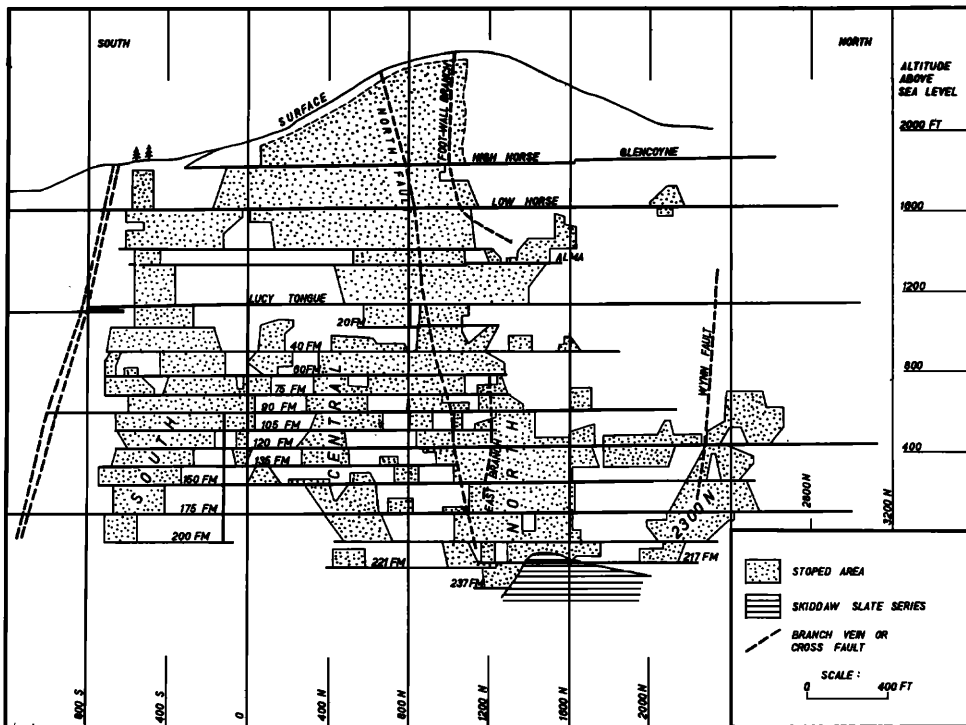 SOUTH
NORTH
ALTITUDE
ABOVE
SEA LEVEL
SURFACE
NORTH FAULT
FOOT-WALL BRANCH
2000 FT
HIGH HORSE
GLENCOYNE
LOW HORSE
1600
ALMA
1200
LUCY TONGUE
20 FM
WYNN FAULT
40 FM
60 FM
800
75 FM
90 FM
105 FM
120 FM
135 FM
400
150 FM
175 FM
200 FM
SOUTH
CENTRAL
EAST BRANCH
NORTH
2300 N
221 FM
217 FM
237 FM
2800 N
3200 N
STOPED AREA
SKIDDAW SLATE SERIES
BRANCH VEIN OR
CROSS FAULT
SCALE :
0 400 FT
800 S
400 S
0
400 N
800 N
1200 N
1600 N
2000 N